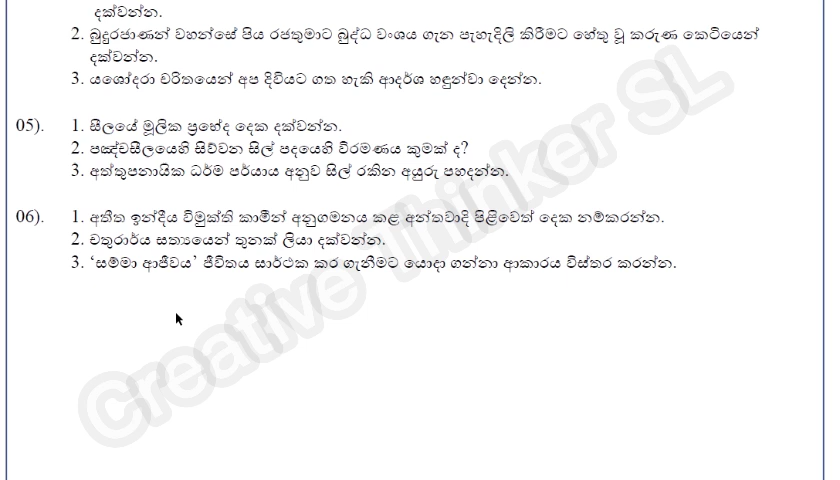 දක්වන්න.
2. බුදුරජාණන් වහන්සේ පිය රජතුමාට බුද්ධ වංශය ගැන පැහැදිලි කිරීමට හේතු වූ කරුණ කෙටියෙන්
දක්වන්න.
3. යශෝදරා චරිතයෙන් අප දිවියට ගත හැකි ආදර්ශ හඳුන්වා දෙන්න.
05). 1. සීලයේ මූලික ප්‍රභේද දෙක දක්වන්න.
2. පඤ්චසීලයෙහි සිව්වන සිල් පදයෙහි විරමණය කුමක් ද?
3. අත්තුපනායික ධර්ම පර්යාය අනුව සිල් රකින අයුරු පහදන්න.
06). 1. අතීත ඉන්දීය විමුක්ති කාමීන් අනුගමනය කළ අන්තවාදි පිළිවෙත් දෙක නම්කරන්න.
2. චතුරාර්ය සත්‍යයෙන් තුනක් ලියා දක්වන්න.
3. ‘සම්මා ආජීවය’ ජීවිතය සාර්ථක කර ගැනීමට යොදා ගන්නා ආකාරය විස්තර කරන්න.
Creative Thinker SL